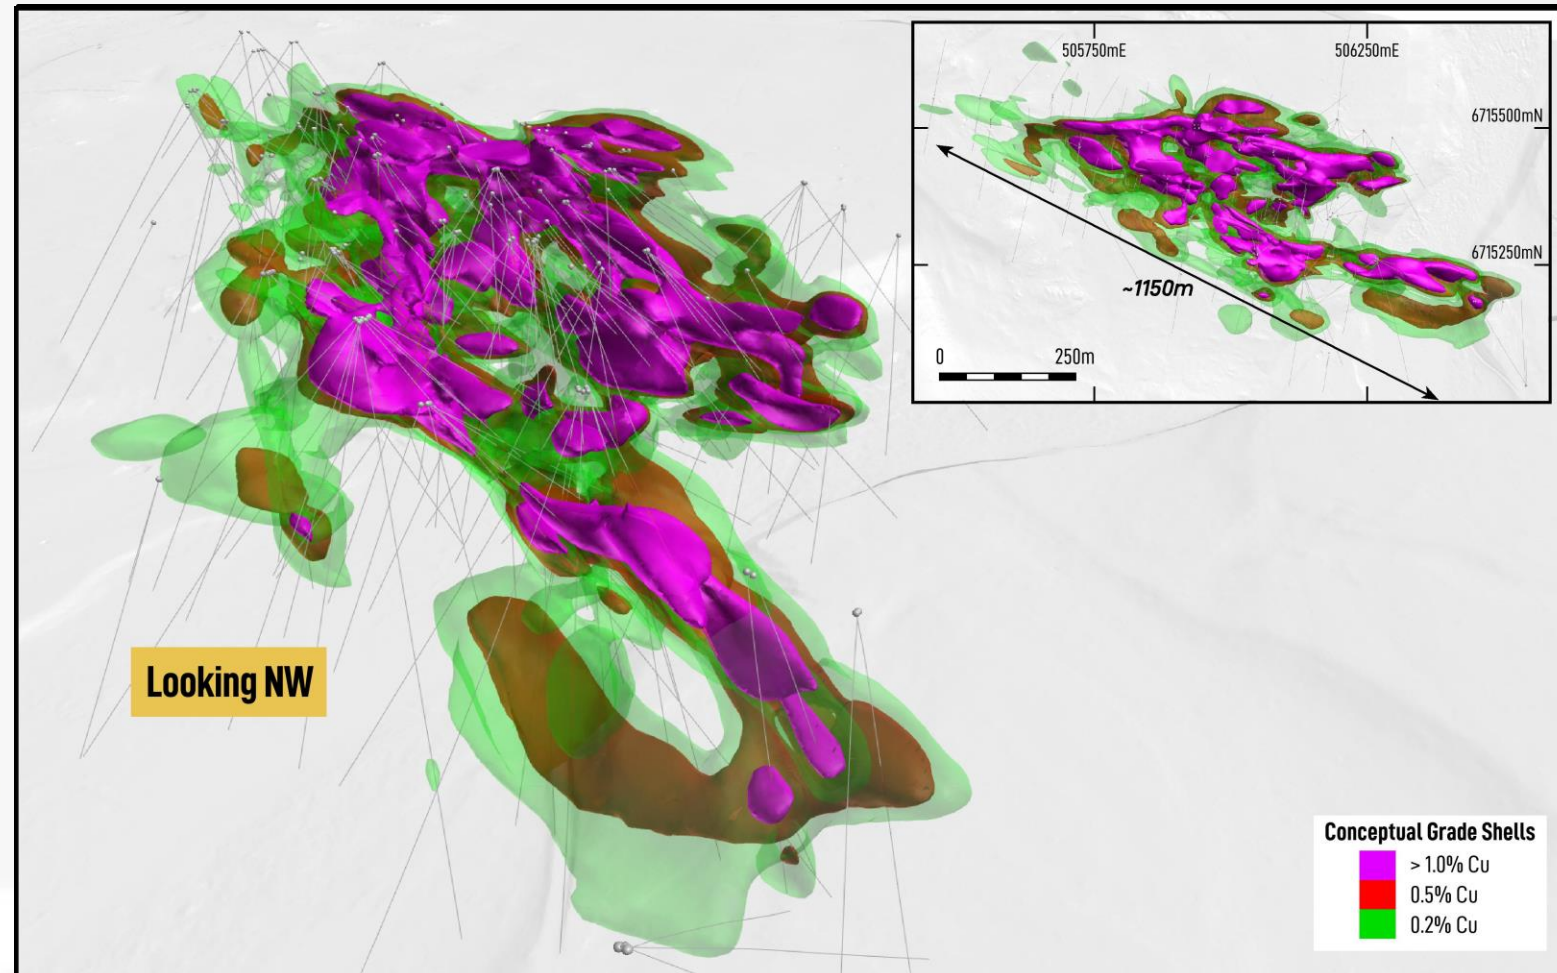 505750mE
506250mE
6715500mN
6715250mN
~1150m
0
250m
Looking NW
Conceptual Grade Shells
> 1.0% Cu
0.5% Cu
0.2% Cu